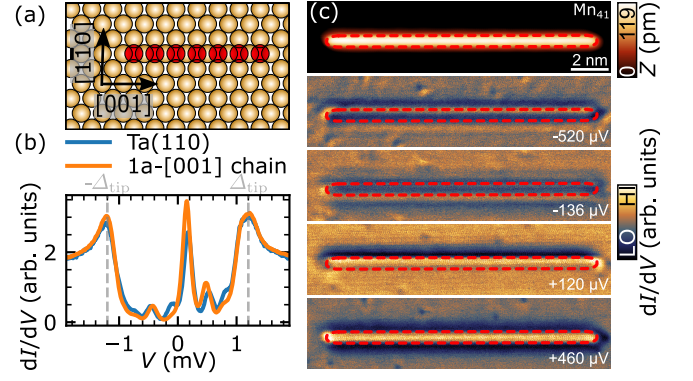 (a)
[11̄0]
[001]
(b)
Ta(110)
1a-[001] chain
-Δtip
Δtip
dI/dV (arb. units)
2
0
−1
0
1
V (mV)
(c)
Mn41
2 nm
0 119
Z (pm)
-520 µV
-136 µV
+120 µV
+460 µV
LO HI
dI/dV (arb. units)